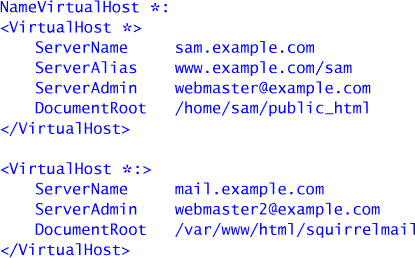 NameVirtualHost *:
<VirtualHost *>
ServerName sam.example.com
ServerAlias www.example.com/sam
ServerAdmin webmaster@example.com
DocumentRoot /home/sam/public_html
</VirtualHost>
<VirtualHost *:>
ServerName mail.example.com
ServerAdmin webmaster2@example.com
DocumentRoot /var/www/html/squirrelmail
</VirtualHost>